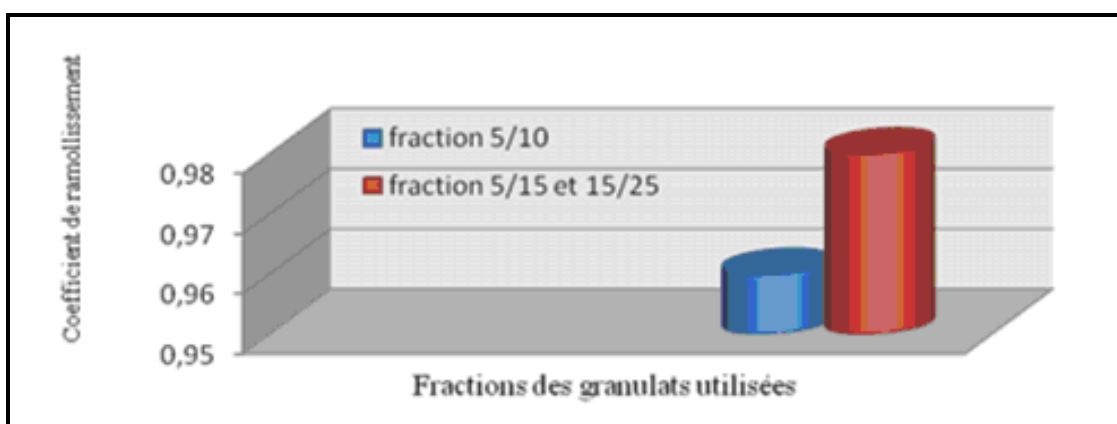 Coefficient de ramollissement
fraction 5/10
fraction 5/15 et 15/25
0,98
0,97
0,96
0,95
Fractions des granulats utilisées